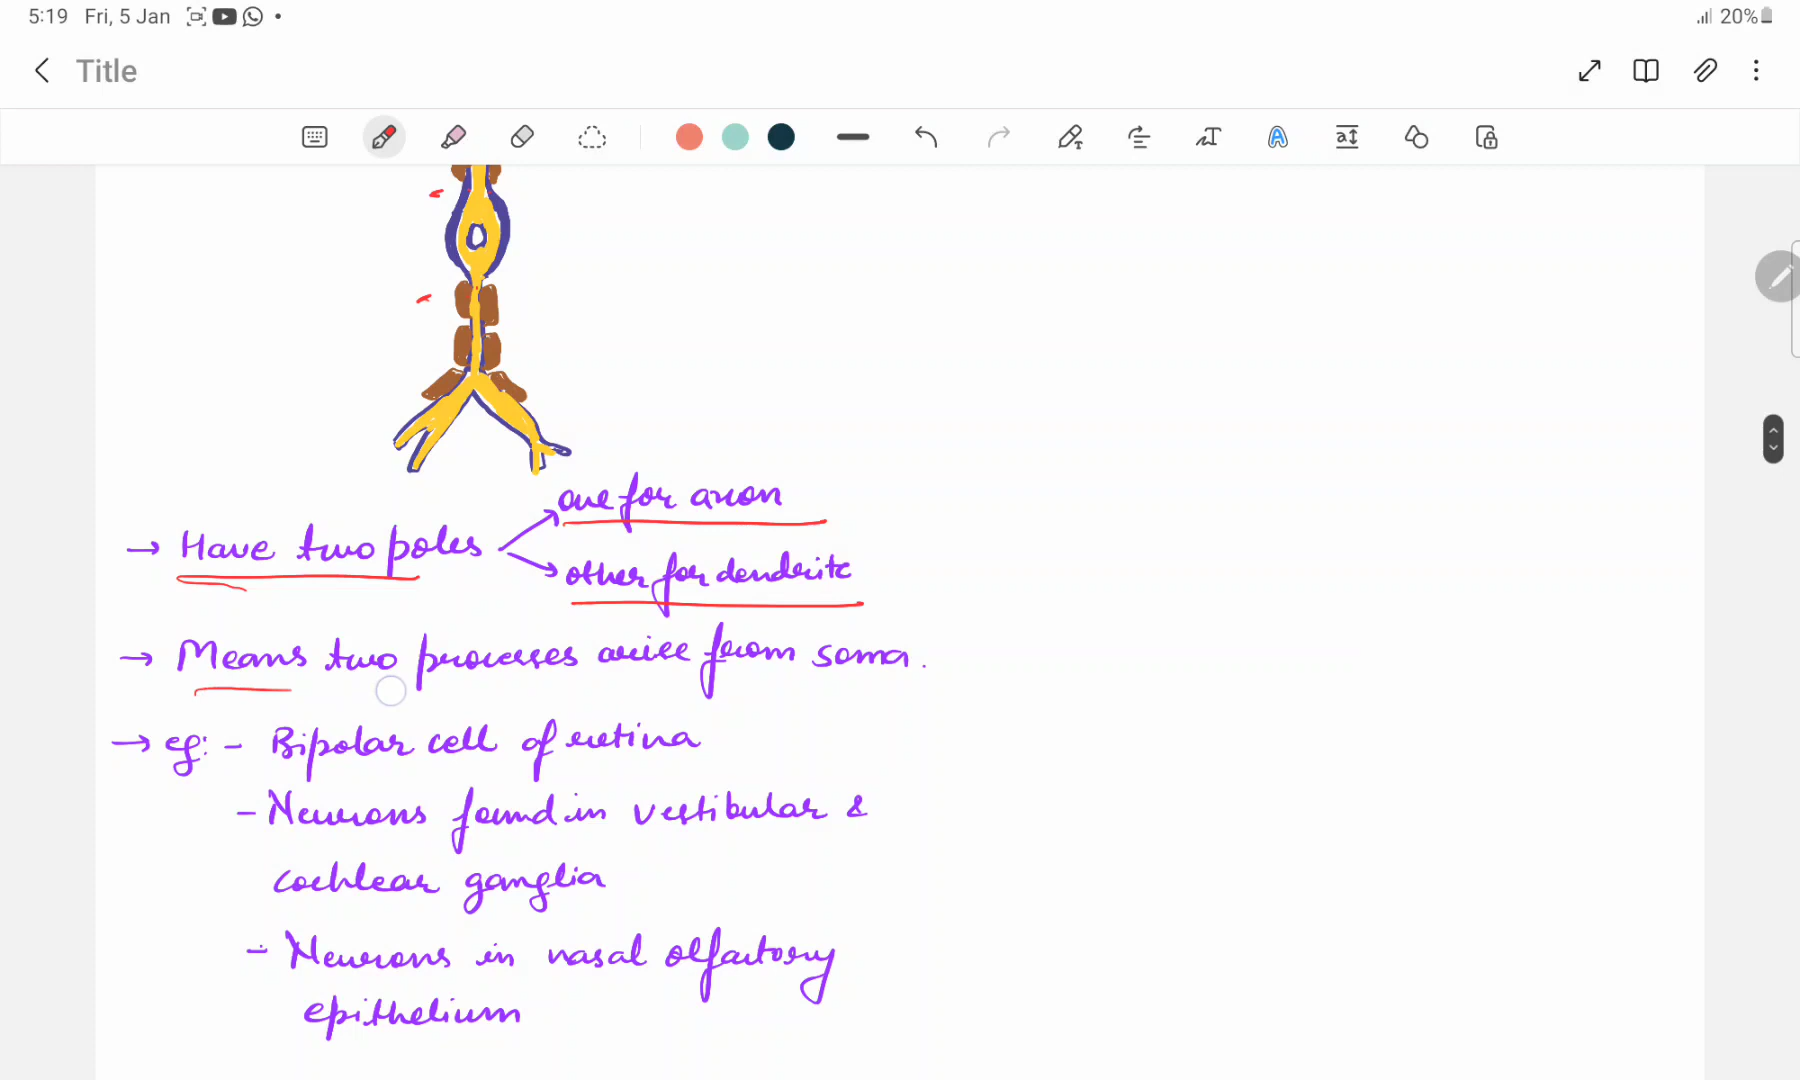 5:19 Fri, 5 Jan
20%
Title
one for axon
→ Have two poles
other for denderite
→ Means two processes arise from soma.
→ eg: - Bipolar cell of retina
- Neurons found in vestibular &
cochlear ganglia
- Neurons in nasal olfactory
epithelium